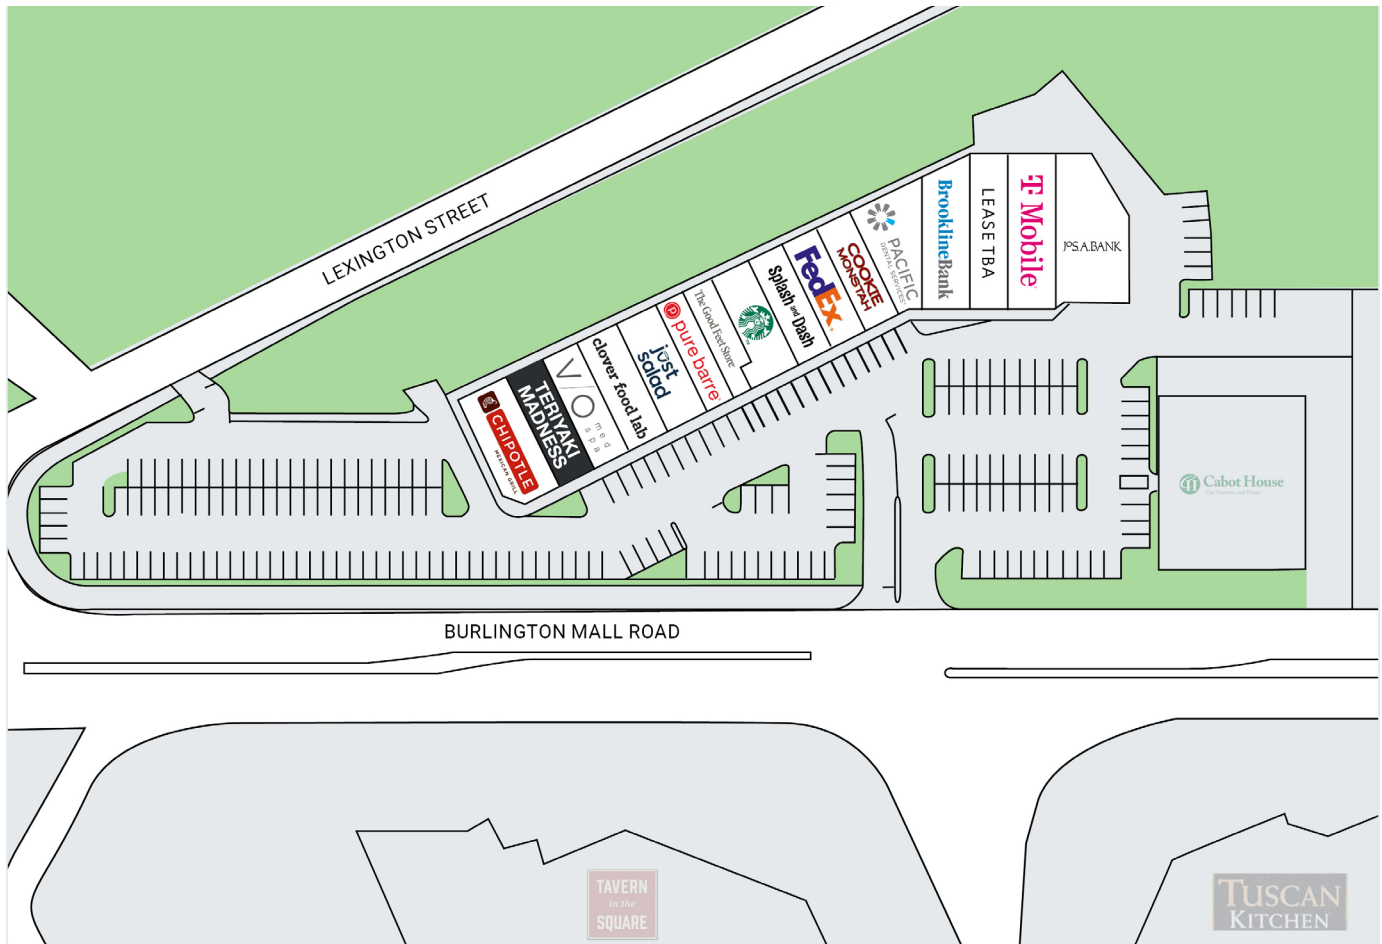 LEXINGTON STREET
CHIPOTLE
MEXICAN GRILL
TERIYAKI
MADNESS
V/O
med
spa
clover food lab
just
salad
pure barre
The Good Feet Store
Splash and Dash
FedEx
COOKIE
MONSTAH
PACIFIC
DENTAL SERVICES
BrooklineBank
LEASE TBA
T Mobile
JOS. A. BANK
Cabot House
BURLINGTON MALL ROAD
TAVERN
in the
SQUARE
TUSCAN
KITCHEN